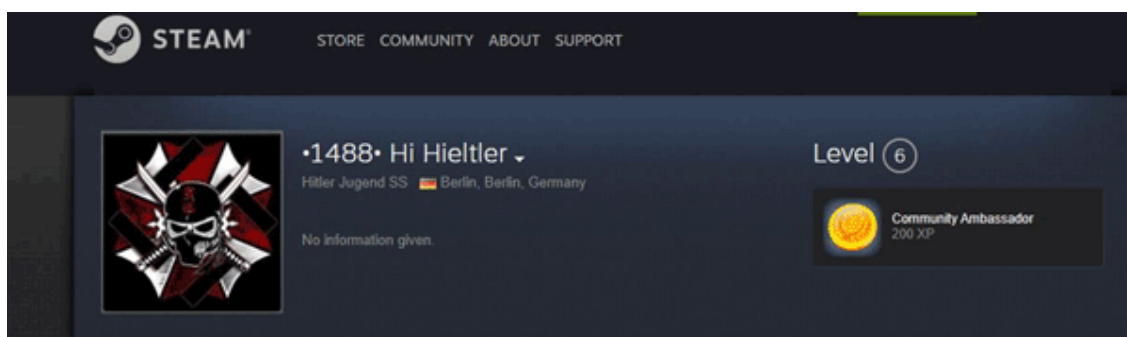 STEAM®
STORE COMMUNITY ABOUT SUPPORT
•1488• Hi Hieltler
Hitler Jugend SS Berlin, Berlin, Germany
No information given.
Level 6
Community Ambassador
200 XP